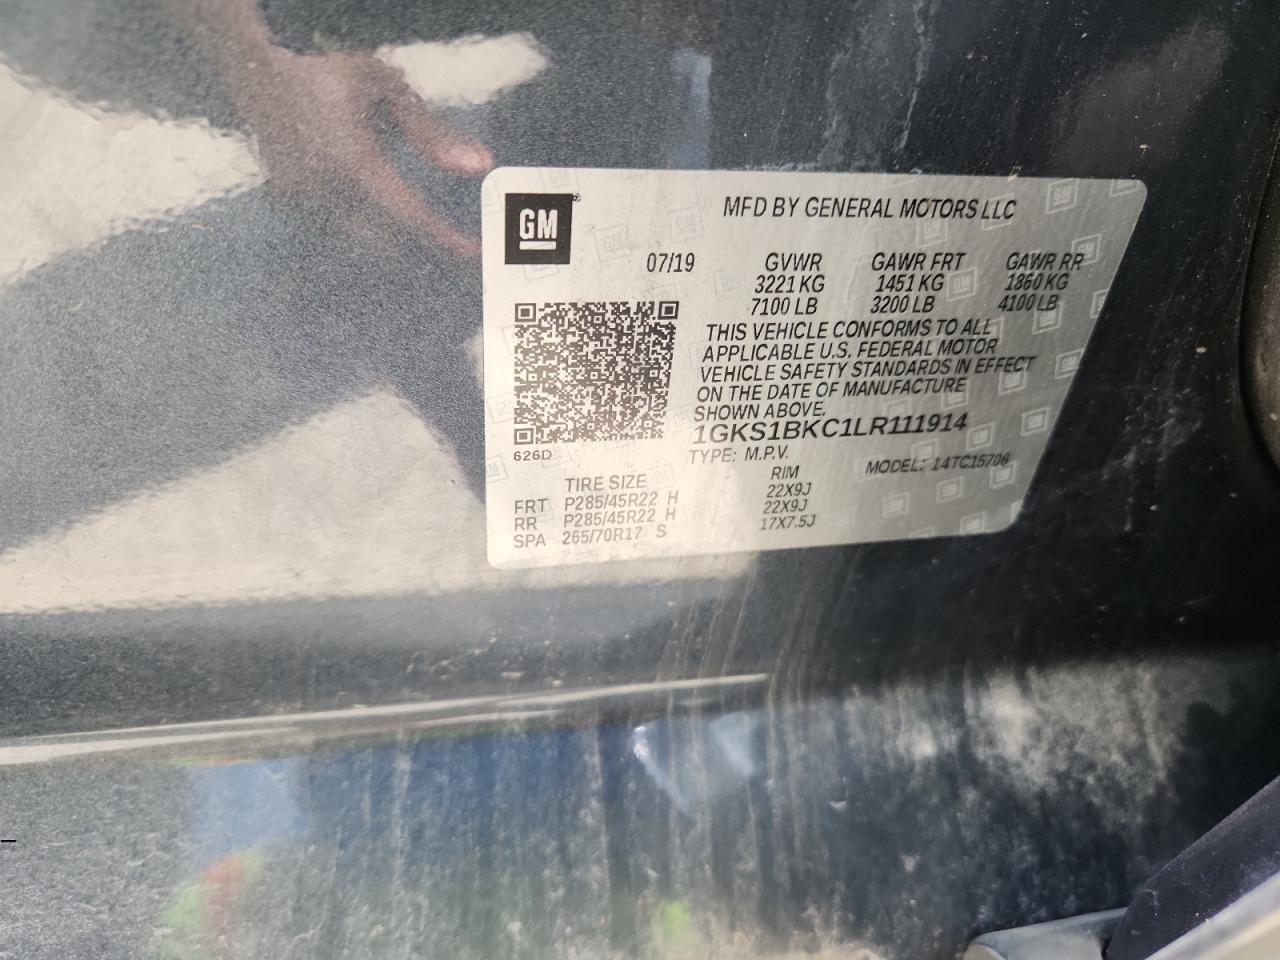 GM
MFD BY GENERAL MOTORS LLC
07/19
GVWR GAWR FRT GAWR RR
3221 KG 1451 KG 1860 KG
7100 LB 3200 LB 4100 LB
THIS VEHICLE CONFORMS TO ALL
APPLICABLE U.S. FEDERAL MOTOR
VEHICLE SAFETY STANDARDS IN EFFECT
ON THE DATE OF MANUFACTURE
SHOWN ABOVE.
1GKS1BKC1LR111914
626D
TYPE: M.P.V. MODEL: 14TC15706
TIRE SIZE RIM
FRT P285/45R22 H 22X9J
RR P285/45R22 H 22X9J
SPA 265/70R17 S 17X7.5J